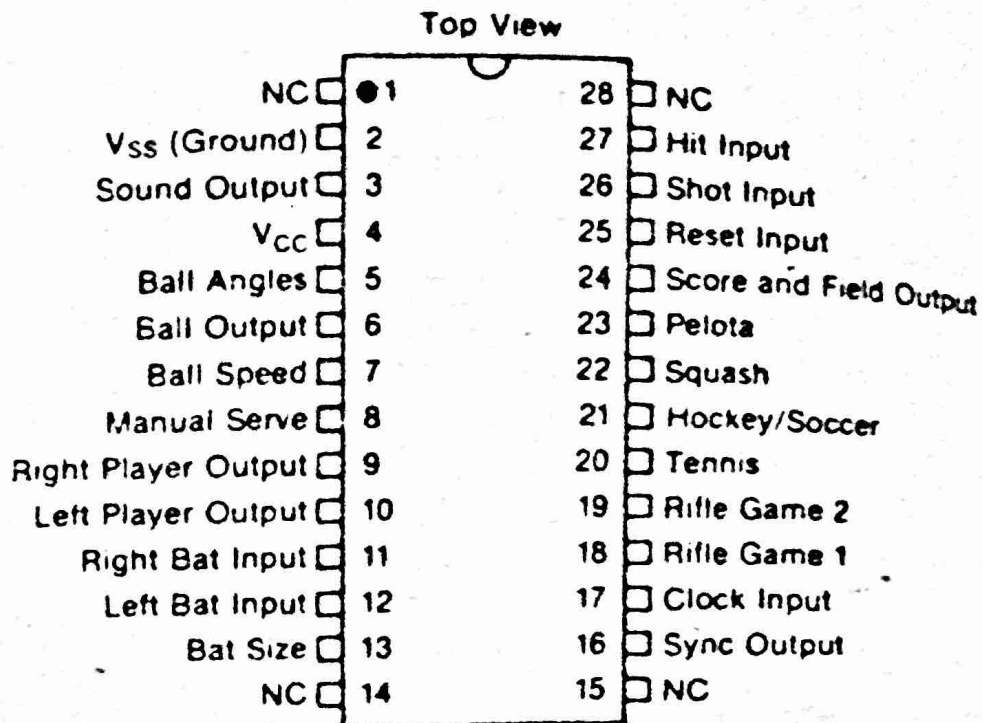 Top View
NC 1 28 NC
VSS (Ground) 2 27 Hit Input
Sound Output 3 26 Shot Input
VCC 4 25 Reset Input
Ball Angles 5 24 Score and Field Output
Ball Output 6 23 Pelota
Ball Speed 7 22 Squash
Manual Serve 8 21 Hockey/Soccer
Right Player Output 9 20 Tennis
Left Player Output 10 19 Rifle Game 2
Right Bat Input 11 18 Rifle Game 1
Left Bat Input 12 17 Clock Input
Bat Size 13 16 Sync Output
NC 14 15 NC